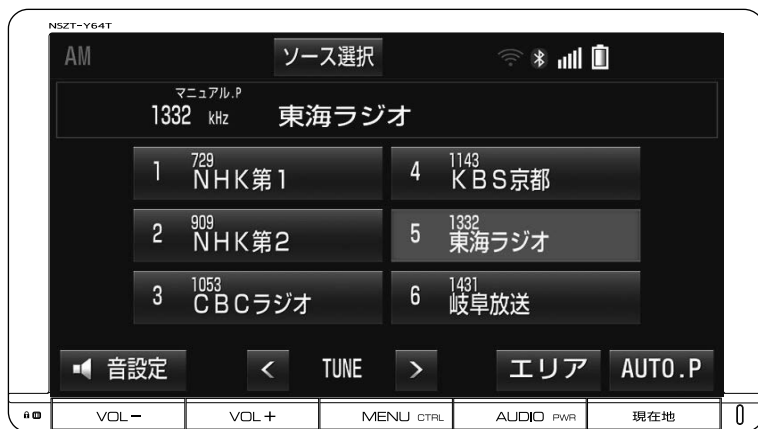 NSZT-Y64T
AM ソース選択
マニュアル.P
1332 kHz 東海ラジオ
1 729 NHK第1
4 1143 KBS京都
2 909 NHK第2
5 1332 東海ラジオ
3 1053 CBCラジオ
6 1431 岐阜放送
音設定 < TUNE > エリア AUTO.P
VOL− VOL+ MENU CTRL AUDIO PWR 現在地